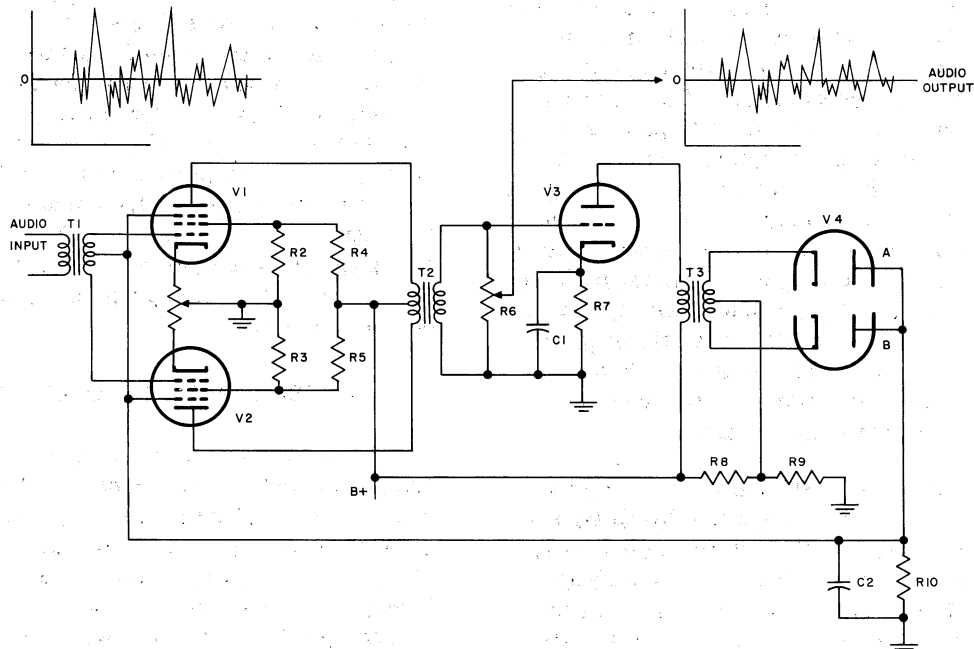 0
0
AUDIO
OUTPUT
V1
V3
AUDIO
INPUT
T1
V4
R2
R4
A
T2
T3
R6
R7
C1
R3
R5
B
V2
R8
R9
B+
C2
R10